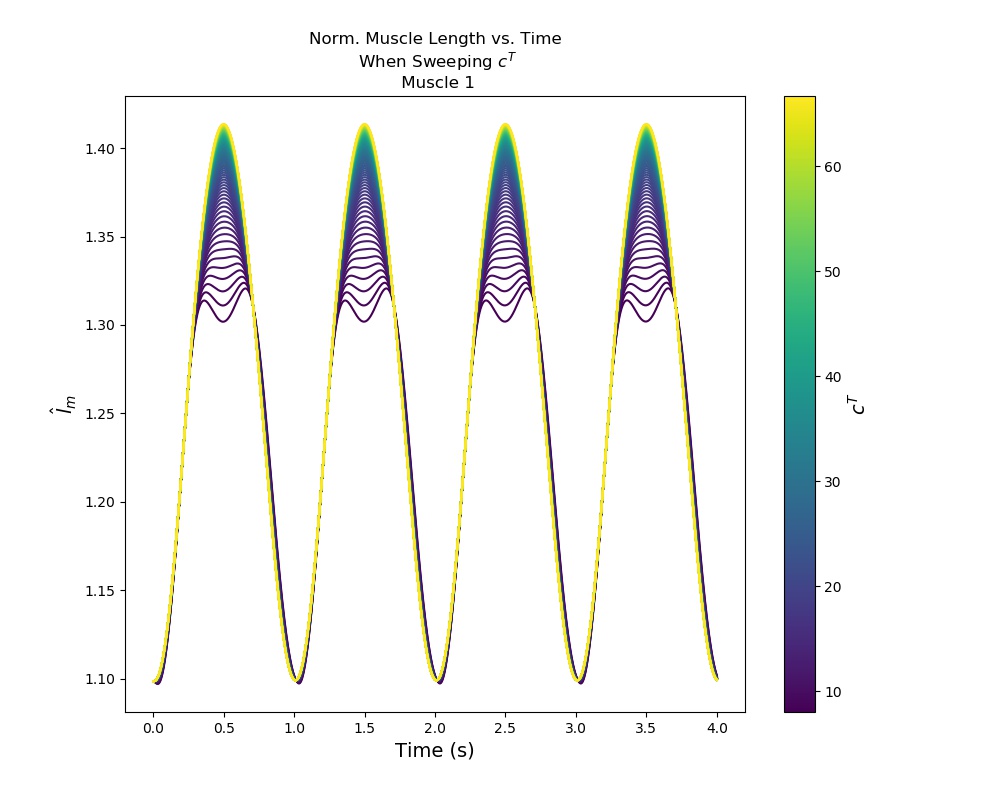 Norm. Muscle Length vs. Time
When Sweeping c^T
Muscle 1
1.40
1.35
1.30
1.25
1.20
1.15
1.10
l̂_m
0.0 0.5 1.0 1.5 2.0 2.5 3.0 3.5 4.0
Time (s)
60
50
40
30
20
10
c^T